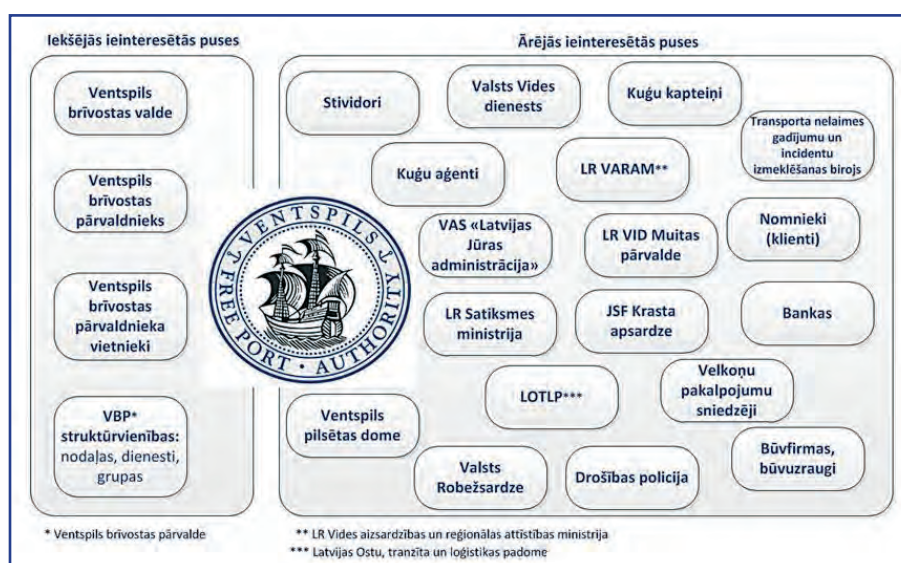 Iekšējās ieinteresētās puses
Ventspils
brīvostas valde
Ventspils
brīvostas
pārvaldnieks
Ventspils
brīvostas
pārvaldnieka
vietnieki
VBP*
struktūrvienības:
nodaļas, dienesti,
grupas
* Ventspils brīvostas pārvalde
VENTSPILS
FREE PORT · AUTHORITY
Ārējās ieinteresētās puses
Stividori
Valsts Vides
dienests
Kuģu kapteiņi
Transporta nelaimes
gadījumu un
incidentu
izmeklēšanas birojs
Kuģu aģenti
LR VARAM**
VAS «Latvijas
Jūras
administrācija»
LR VID Muitas
pārvalde
Nomnieki
(klienti)
LR Satiksmes
ministrija
JSF Krasta
apsardze
Bankas
LOTLP***
Velkoņu
pakalpojumu
sniedzēji
Ventspils
pilsētas dome
Valsts
Robežsardze
Drošības policija
Būvfirmas,
būvuzraugi
** LR Vides aizsardzības un reģionālās attīstības ministrija
*** Latvijas Ostu, tranzīta un loģistikas padome